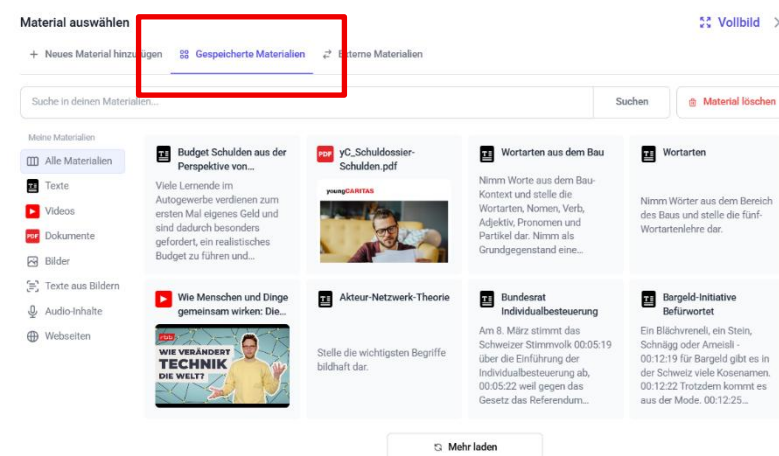 Material auswählen
Vollbild
Neues Material hinzufügen
Gespeicherte Materialien
Externe Materialien
Suche in deinen Materialien...
Suchen
Material löschen
Meine Materialien
Alle Materialien
Texte
Videos
PDF Dokumente
Bilder
Texte aus Bildern
Audio-Inhalte
Webseiten
Budget Schulden aus der
Perspektive von...
Viele Lernende im
Autogewerbe verdienen zum
ersten Mal eigenes Geld und
sind dadurch besonders
gefordert, ein realistisches
Budget zu führen und...
PDF yC_Schuldossier-
Schulden.pdf
youngCARITAS
Wortarten aus dem Bau
Nimm Worte aus dem Bau-
Kontext und stelle die
Wortarten, Nomen, Verb,
Adjektiv, Pronomen und
Partikel dar. Nimm als
Grundgegenstand eine...
Wortarten
Nimm Wörter aus dem Bereich
des Baus und stelle die fünf-
Wortartenlehre dar.
Wie Menschen und Dinge
gemeinsam wirken: Die...
WIE VERÄNDERT
TECHNIK
DIE WELT?
Akteur-Netzwerk-Theorie
Stelle die wichtigsten Begriffe
bildhaft dar.
Bundesrat
Individualbesteuerung
Am 8. März stimmt das
Schweizer Stimmvolk 00:05:19
über die Einführung der
Individualbesteuerung ab,
00:05:22 weil gegen das
Gesetz das Referendum...
Bargeld-Initiative
Befürwortet
Ein Blächvreneli, ein Stein,
Schnägg oder Ameisli -
00:12:19 für Bargeld gibt es in
der Schweiz viele Kosenamen.
00:12:22 Trotzdem kommt es
aus der Mode. 00:12:25...
Mehr laden